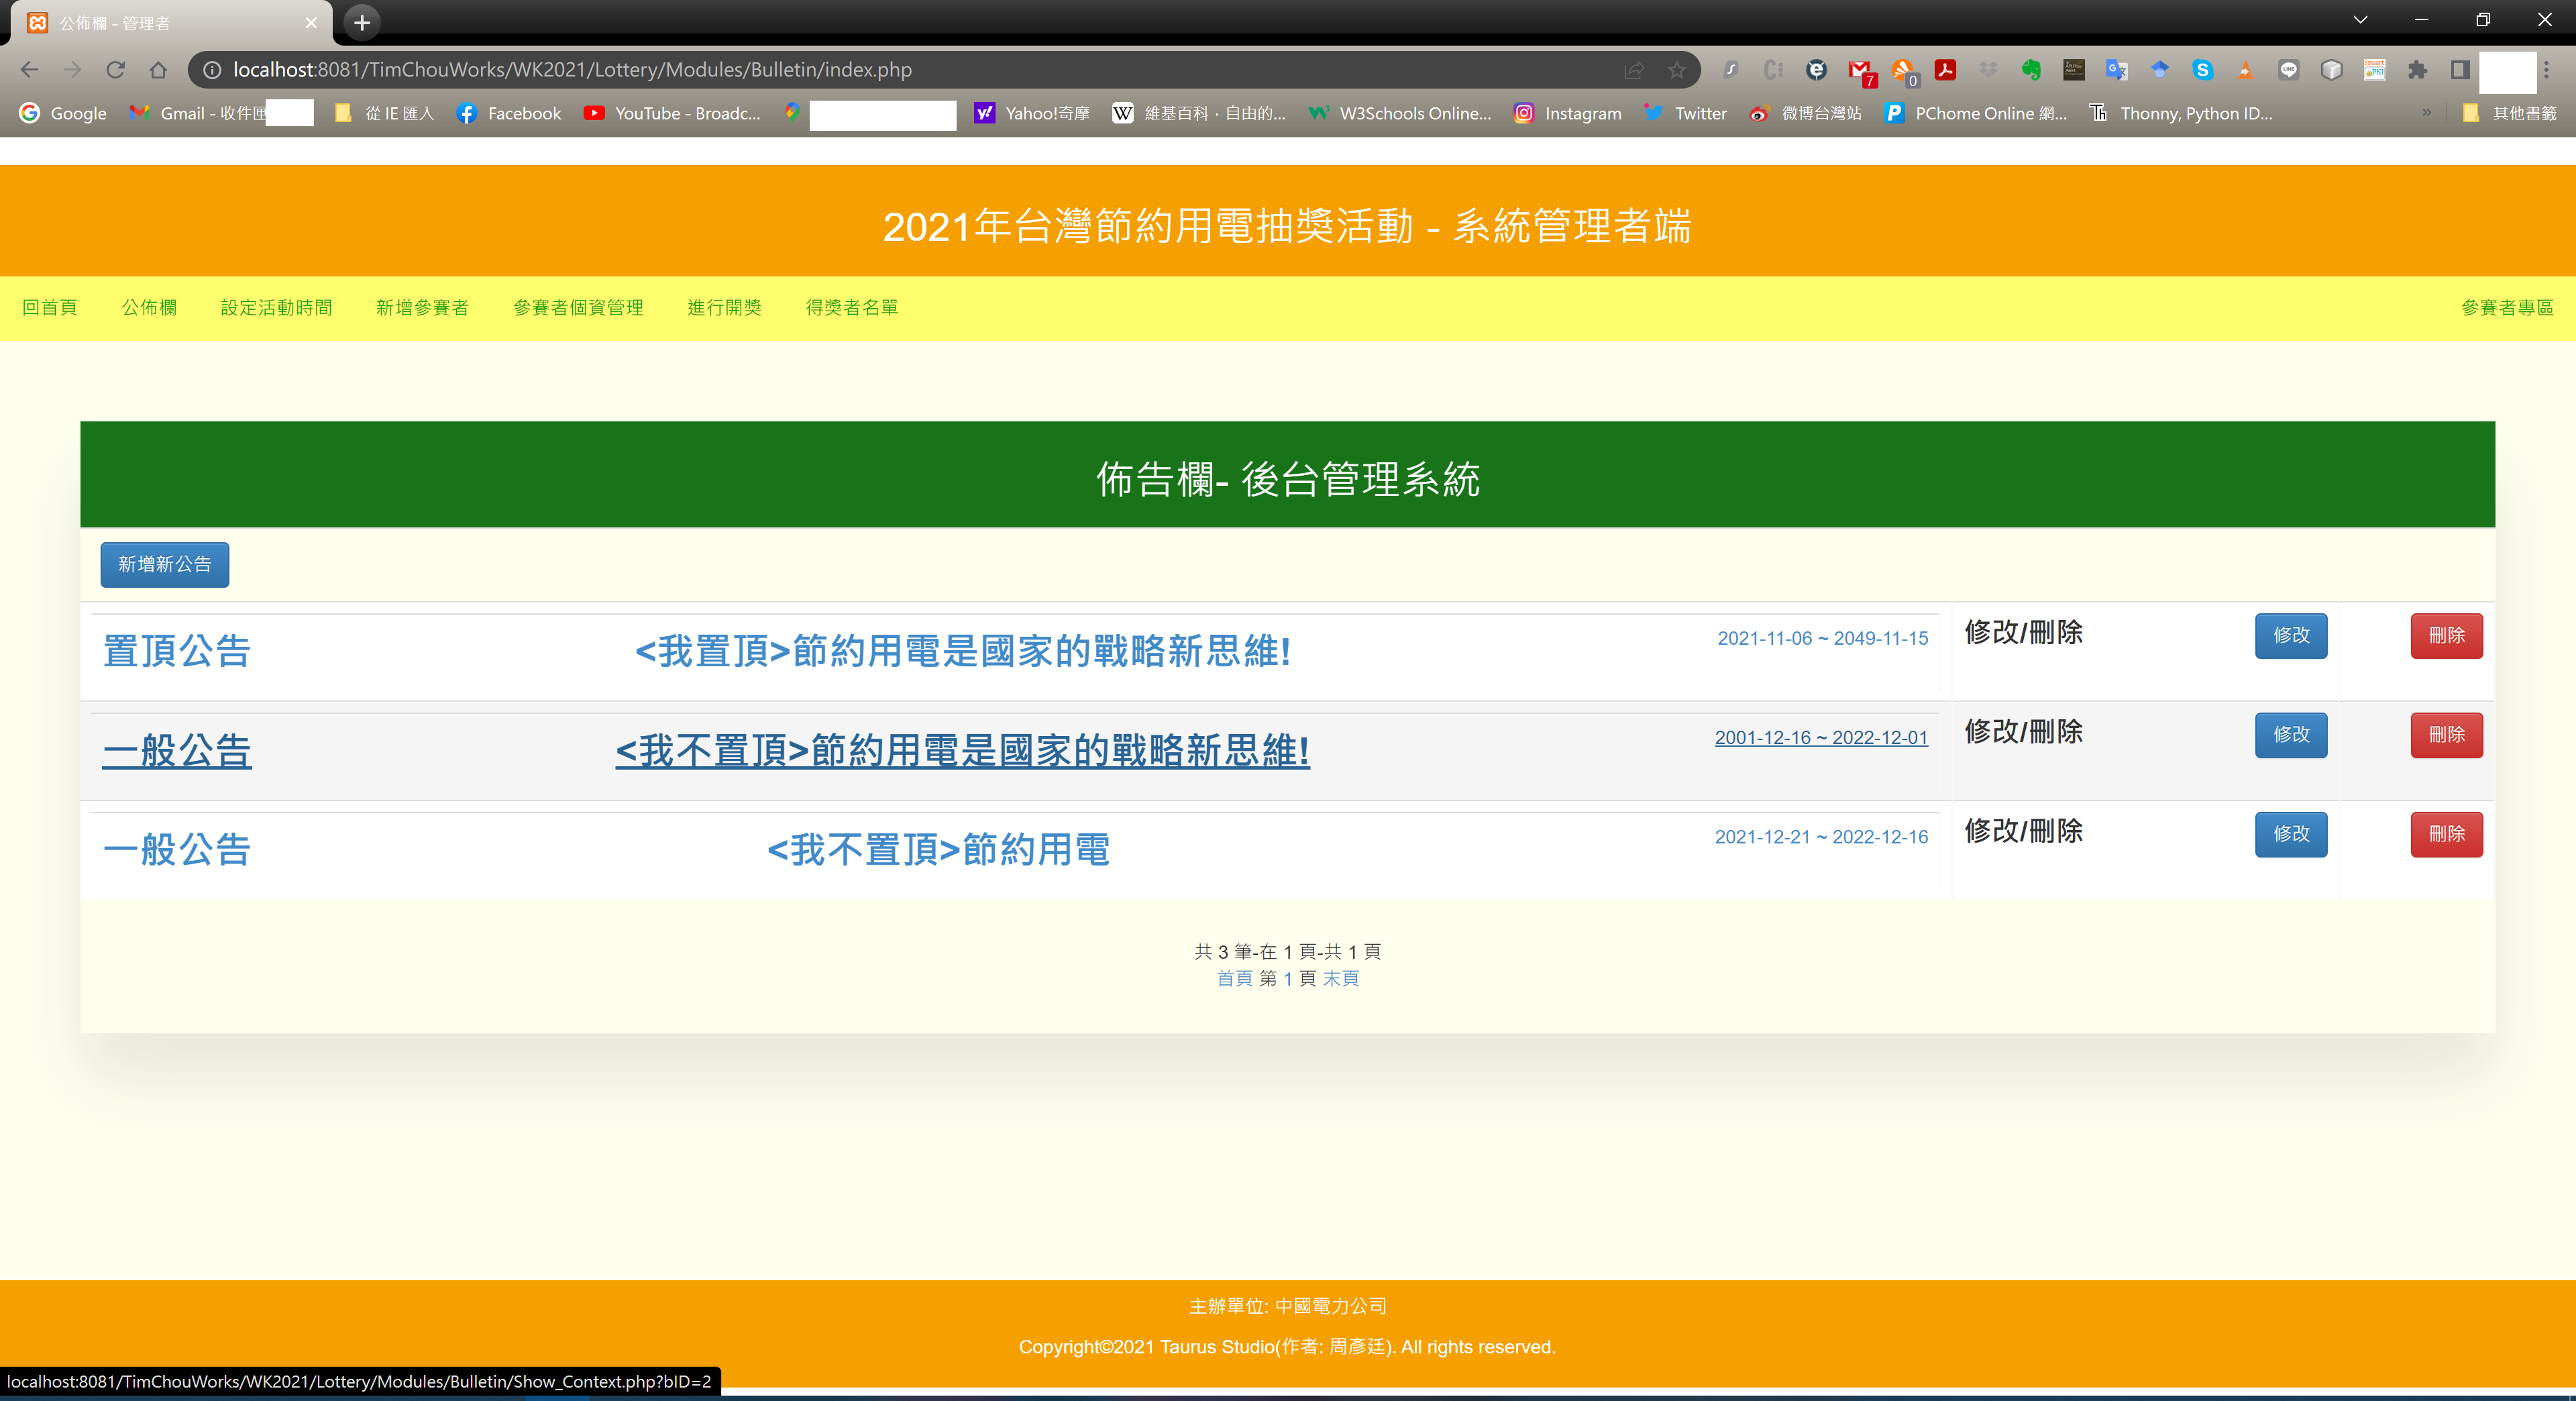 公佈欄 - 管理者
localhost:8081/TimChouWorks/WK2021/Lottery/Modules/Bulletin/index.php
7
0
Google
Gmail - 收件匣
從 IE 匯入
Facebook
YouTube - Broadc...
Yahoo!奇摩
維基百科，自由的...
W3Schools Online...
Instagram
Twitter
微博台灣站
PChome Online 網...
Thonny, Python ID...
»
其他書籤
2021年台灣節約用電抽獎活動 - 系統管理者端
回首頁 公佈欄 設定活動時間 新增參賽者 參賽者個資管理 進行開獎 得獎者名單 參賽者專區
佈告欄- 後台管理系統
新增新公告
置頂公告 <我置頂>節約用電是國家的戰略新思維! 2021-11-06 ~ 2049-11-15 修改/刪除 修改 刪除
一般公告 <我不置頂>節約用電是國家的戰略新思維! 2001-12-16 ~ 2022-12-01 修改/刪除 修改 刪除
一般公告 <我不置頂>節約用電 2021-12-21 ~ 2022-12-16 修改/刪除 修改 刪除
共 3 筆-在 1 頁-共 1 頁
首頁 第 1 頁 末頁
主辦單位: 中國電力公司
Copyright©2021 Taurus Studio(作者: 周彥廷). All rights reserved.
localhost:8081/TimChouWorks/WK2021/Lottery/Modules/Bulletin/Show_Context.php?bID=2